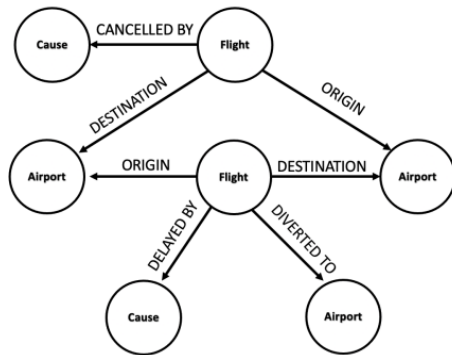 CANCELLED BY
Cause
Flight
DESTINATION
ORIGIN
Airport
ORIGIN
Flight
DESTINATION
Airport
DELAYED BY
DIVERTED TO
Cause
Airport